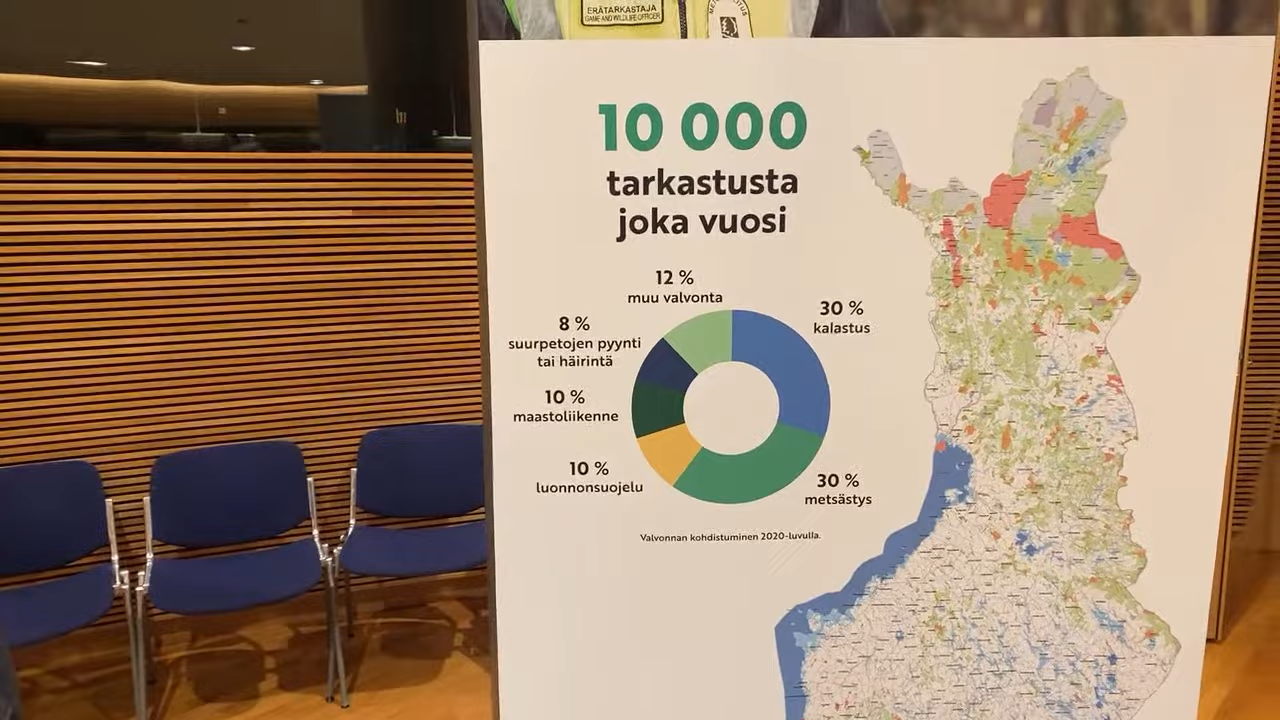 ERÄTARKASTAJA
GAME AND WILDLIFE OFFICER
10 000
tarkastusta
joka vuosi
12 %
muu valvonta
30 %
kalastus
8 %
suurpetojen pyynti
tai häirintä
10 %
maastoliikenne
10 %
luonnonsuojelu
30 %
metsästys
Valvonnan kohdistuminen 2020-luvulla.